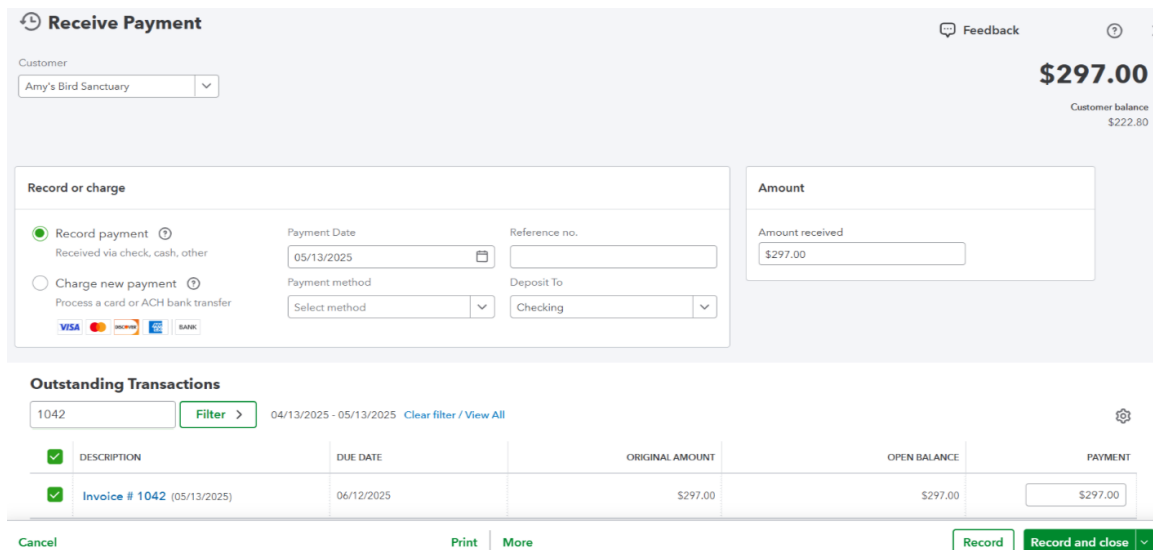 Receive Payment
Feedback
Customer
Amy's Bird Sanctuary
$297.00
Customer balance
$222.80
Record or charge
Record payment
Received via check, cash, other
Charge new payment
Process a card or ACH bank transfer
VISA DISCOVER BANK
Payment Date
05/13/2025
Reference no.
Payment method
Select method
Deposit To
Checking
Amount
Amount received
$297.00
Outstanding Transactions
1042
Filter >
04/13/2025 - 05/13/2025 Clear filter / View All
DESCRIPTION DUE DATE ORIGINAL AMOUNT OPEN BALANCE PAYMENT
Invoice # 1042 (05/13/2025) 06/12/2025 $297.00 $297.00 $297.00
Cancel Print More Record Record and close